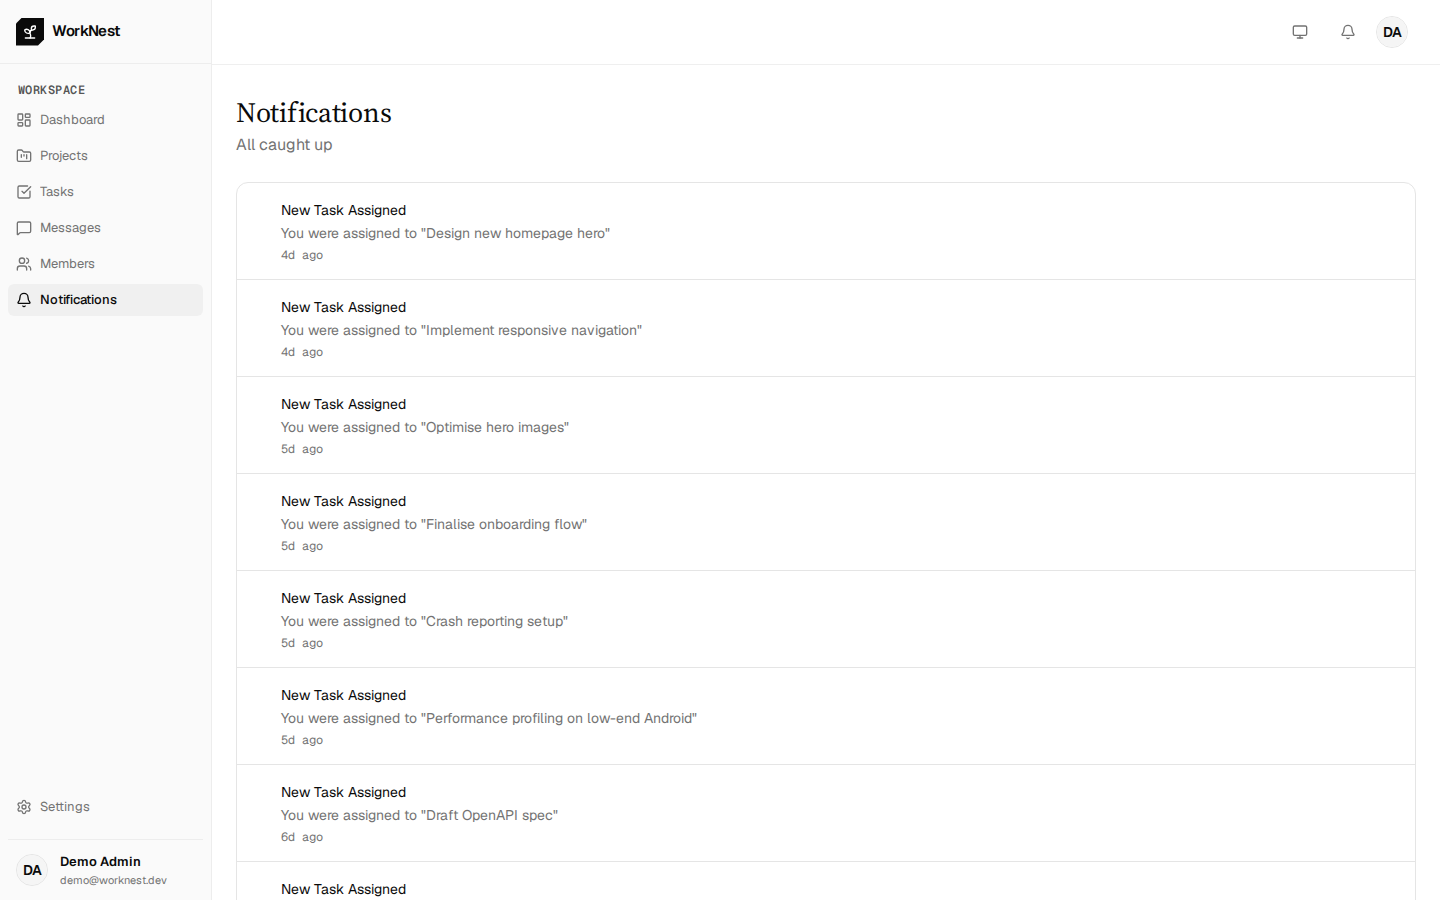 WorkNest
DA
WORKSPACE
Dashboard
Projects
Tasks
Messages
Members
Notifications
Settings
DA
Demo Admin
demo@worknest.dev
Notifications
All caught up
New Task Assigned
You were assigned to "Design new homepage hero"
4d ago
New Task Assigned
You were assigned to "Implement responsive navigation"
4d ago
New Task Assigned
You were assigned to "Optimise hero images"
5d ago
New Task Assigned
You were assigned to "Finalise onboarding flow"
5d ago
New Task Assigned
You were assigned to "Crash reporting setup"
5d ago
New Task Assigned
You were assigned to "Performance profiling on low-end Android"
5d ago
New Task Assigned
You were assigned to "Draft OpenAPI spec"
6d ago
New Task Assigned